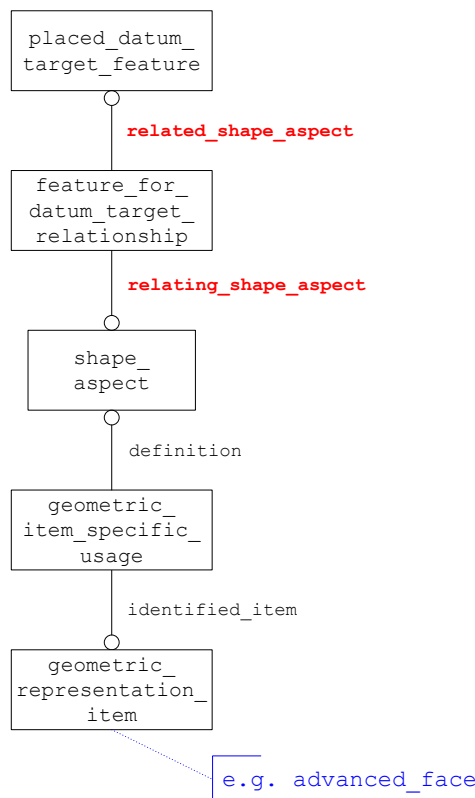 placed_datum_
target_feature
related_shape_aspect
feature_for_
datum_target_
relationship
relating_shape_aspect
shape_
aspect
definition
geometric_
item_specific_
usage
identified_item
geometric_
representation_
item
e.g. advanced_face